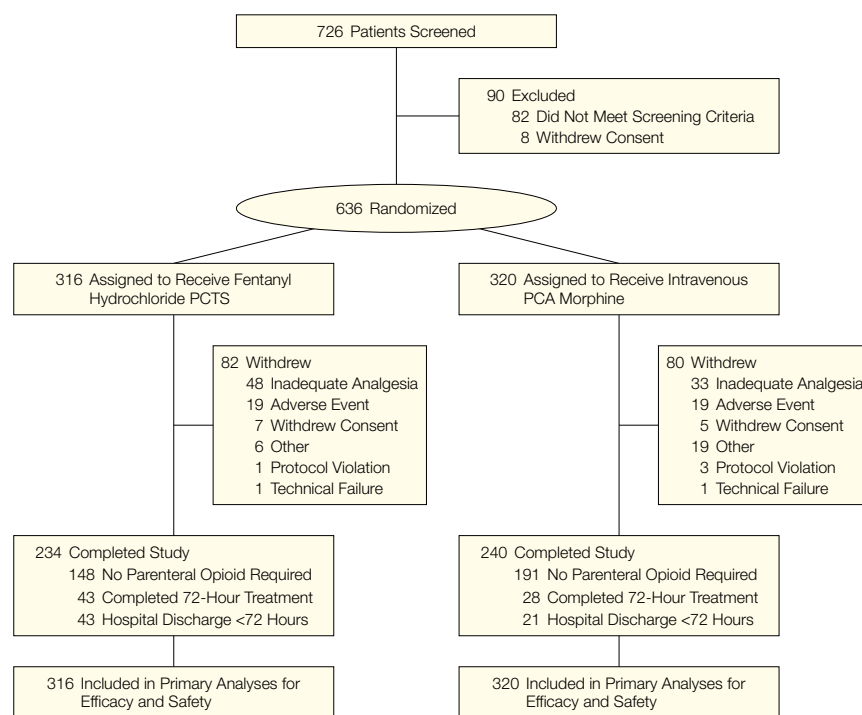 726 Patients Screened
90 Excluded
82 Did Not Meet Screening Criteria
8 Withdrew Consent
636 Randomized
316 Assigned to Receive Fentanyl
Hydrochloride PCTS
320 Assigned to Receive Intravenous
PCA Morphine
82 Withdrew
48 Inadequate Analgesia
19 Adverse Event
7 Withdrew Consent
6 Other
1 Protocol Violation
1 Technical Failure
80 Withdrew
33 Inadequate Analgesia
19 Adverse Event
5 Withdrew Consent
19 Other
3 Protocol Violation
1 Technical Failure
234 Completed Study
148 No Parenteral Opioid Required
43 Completed 72-Hour Treatment
43 Hospital Discharge <72 Hours
240 Completed Study
191 No Parenteral Opioid Required
28 Completed 72-Hour Treatment
21 Hospital Discharge <72 Hours
316 Included in Primary Analyses for
Efficacy and Safety
320 Included in Primary Analyses for
Efficacy and Safety